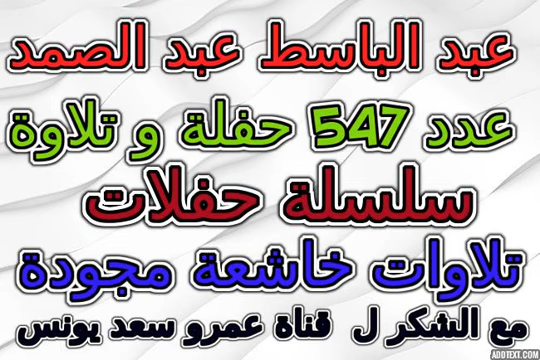 عبد الباسط عبد الصمد
عدد 547 حفلة و تلاوة
سلسلة حفلات
تلاوات خاشعة مجودة
مع الشكر ل قناة عمرو سعد يونس
ADDTEXT.COM